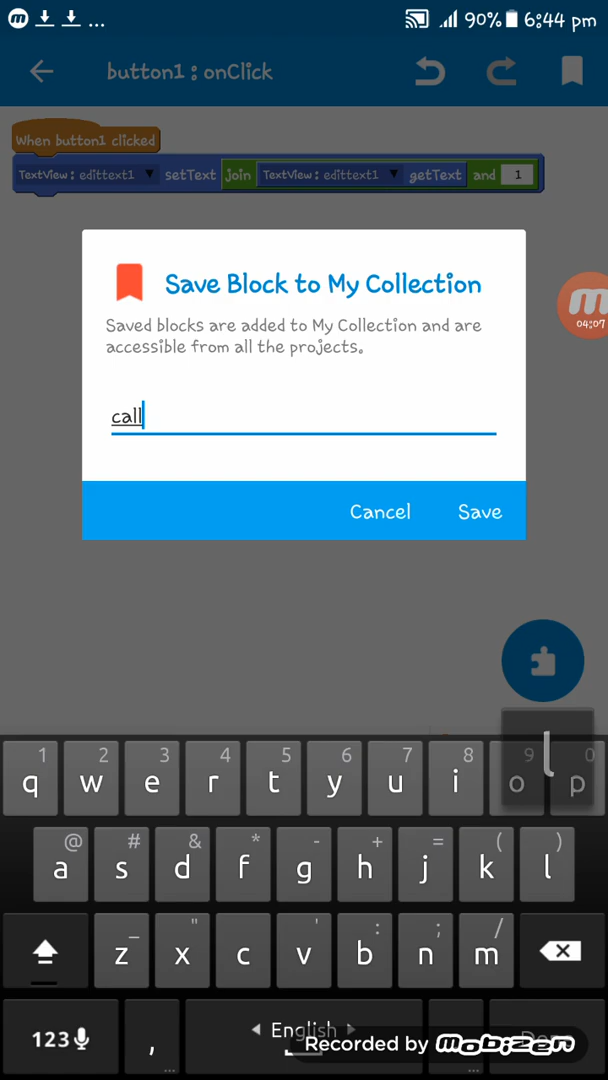 m ... 90% 6:44 pm
button1 : onClick
When button1 clicked
TextView : edittext1 setText join TextView : edittext1 getText and 1
Save Block to My Collection
Saved blocks are added to My Collection and are
accessible from all the projects.
04:07
call
Cancel Save
l
1 2 3 4 5 6 7 8 9 0
q w e r t y u i o p
@ # & * - + = ( )
a s d f g h j k l
_ " ' : ; /
z x c v b n m
123 , ◂ English ▸
Recorded by mobizen